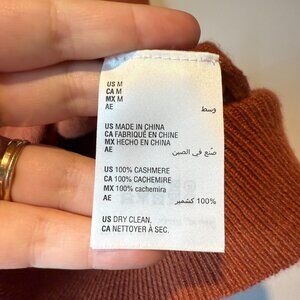 US M
CA M
MX M
AE وسط
US MADE IN CHINA
CA FABRIQUÉ EN CHINE
MX HECHO EN CHINA
AE صنع في الصين
US 100% CASHMERE
CA 100% CACHEMIRE
MX 100% cachemira
AE 100% كشمير
US DRY CLEAN.
CA NETTOYER À SEC.